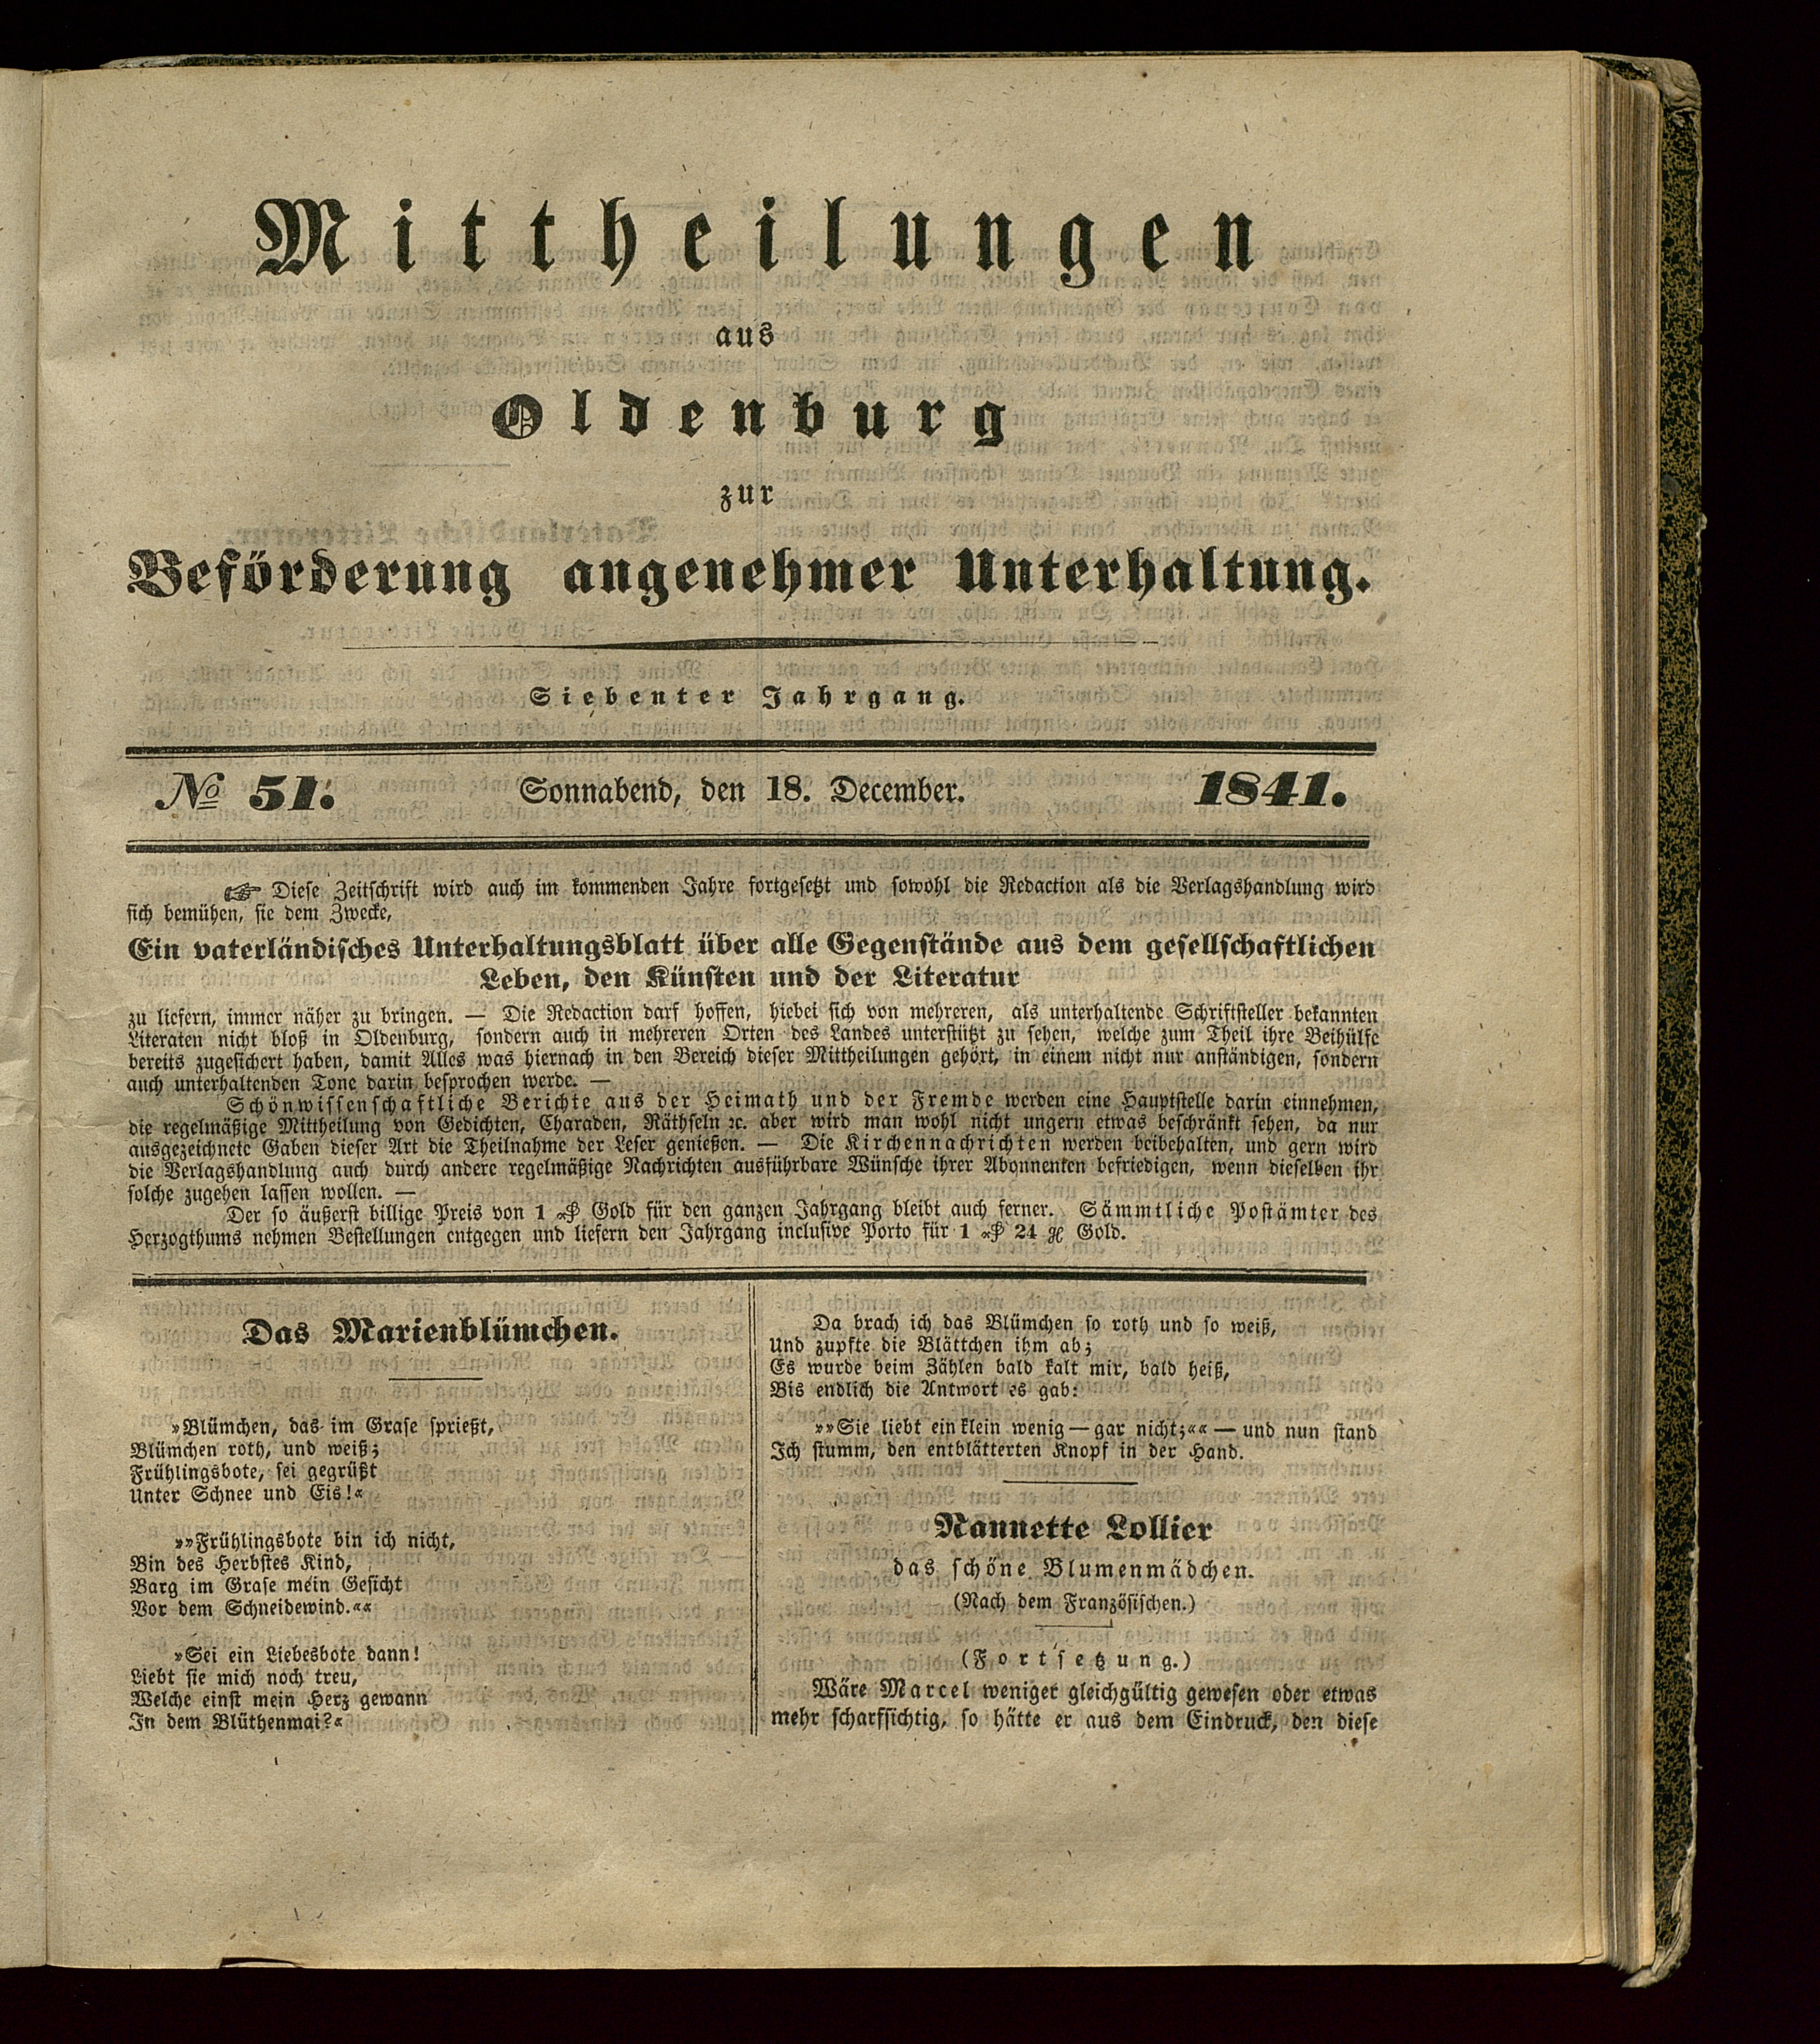 Mittheilungen
aus
Oldenburg
zur
Beförderung angenehmer Unterhaltung.
Siebenter Jahrgang.
№ 51. Sonnabend, den 18. December. 1841.
☞ Diese Zeitschrift wird auch im kommenden Jahre fortgesetzt und sowohl die Redaction als die Verlagshandlung wird
sich bemühen, sie dem Zwecke,
Ein vaterländisches Unterhaltungsblatt über alle Gegenstände aus dem gesellschaftlichen
Leben, den Künsten und der Literatur
zu liefern, immer näher zu bringen. — Die Redaction darf hoffen, hiebei sich von mehreren, als unterhaltende Schriftsteller bekannten
Literaten nicht bloß in Oldenburg, sondern auch in mehreren Orten des Landes unterstützt zu sehen, welche zum Theil ihre Beihülfe
bereits zugesichert haben, damit Alles was hiernach in den Bereich dieser Mittheilungen gehört, in einem nicht nur anständigen, sondern
auch unterhaltenden Tone darin besprochen werde. —
Schönwissenschaftliche Berichte aus der Heimath und der Fremde werden eine Hauptstelle darin einnehmen,
die regelmäßige Mittheilung von Gedichten, Charaden, Räthseln ꝛc. aber wird man wohl nicht ungern etwas beschränkt sehen, da nur
ausgezeichnete Gaben dieser Art die Theilnahme der Leser genießen. — Die Kirchennachrichten werden beibehalten, und gern wird
die Verlagshandlung auch durch andere regelmäßige Nachrichten ausführbare Wünsche ihrer Abonnenten befriedigen, wenn dieselben ihr
solche zugehen lassen wollen. —
Der so äußerst billige Preis von 1 ₰ Gold für den ganzen Jahrgang bleibt auch ferner. Sämmtliche Postämter des
Herzogthums nehmen Bestellungen entgegen und liefern den Jahrgang inclusive Porto für 1 24 Gold.
Das Marienblümchen.
»Blümchen, das im Grase sprießt,
Blümchen roth, und weiß;
Frühlingsbote, sei gegrüßt
Unter Schnee und Eis!«
»»Frühlingsbote bin ich nicht,
Bin des Herbstes Kind,
Barg im Grase mein Gesicht
Vor dem Schneidewind.««
»Sei ein Liebesbote dann!
Liebt sie mich noch treu,
Welche einst mein Herz gewann
In dem Blüthenmai?«
Da brach ich das Blümchen so roth und so weiß,
Und zupfte die Blättchen ihm ab;
Es wurde beim Zählen bald kalt mir, bald heiß,
Bis endlich die Antwort es gab:
»»Sie liebt ein klein wenig — gar nicht;«« — und nun stand
Ich stumm, den entblätterten Knopf in der Hand.
Nannette Lollier
das schöne Blumenmädchen.
(Nach dem Französischen.)
(Fortsetzung.)
Wäre Marcel weniger gleichgültig gewesen oder etwas
mehr scharfsichtig, so hätte er aus dem Eindruck, den diese